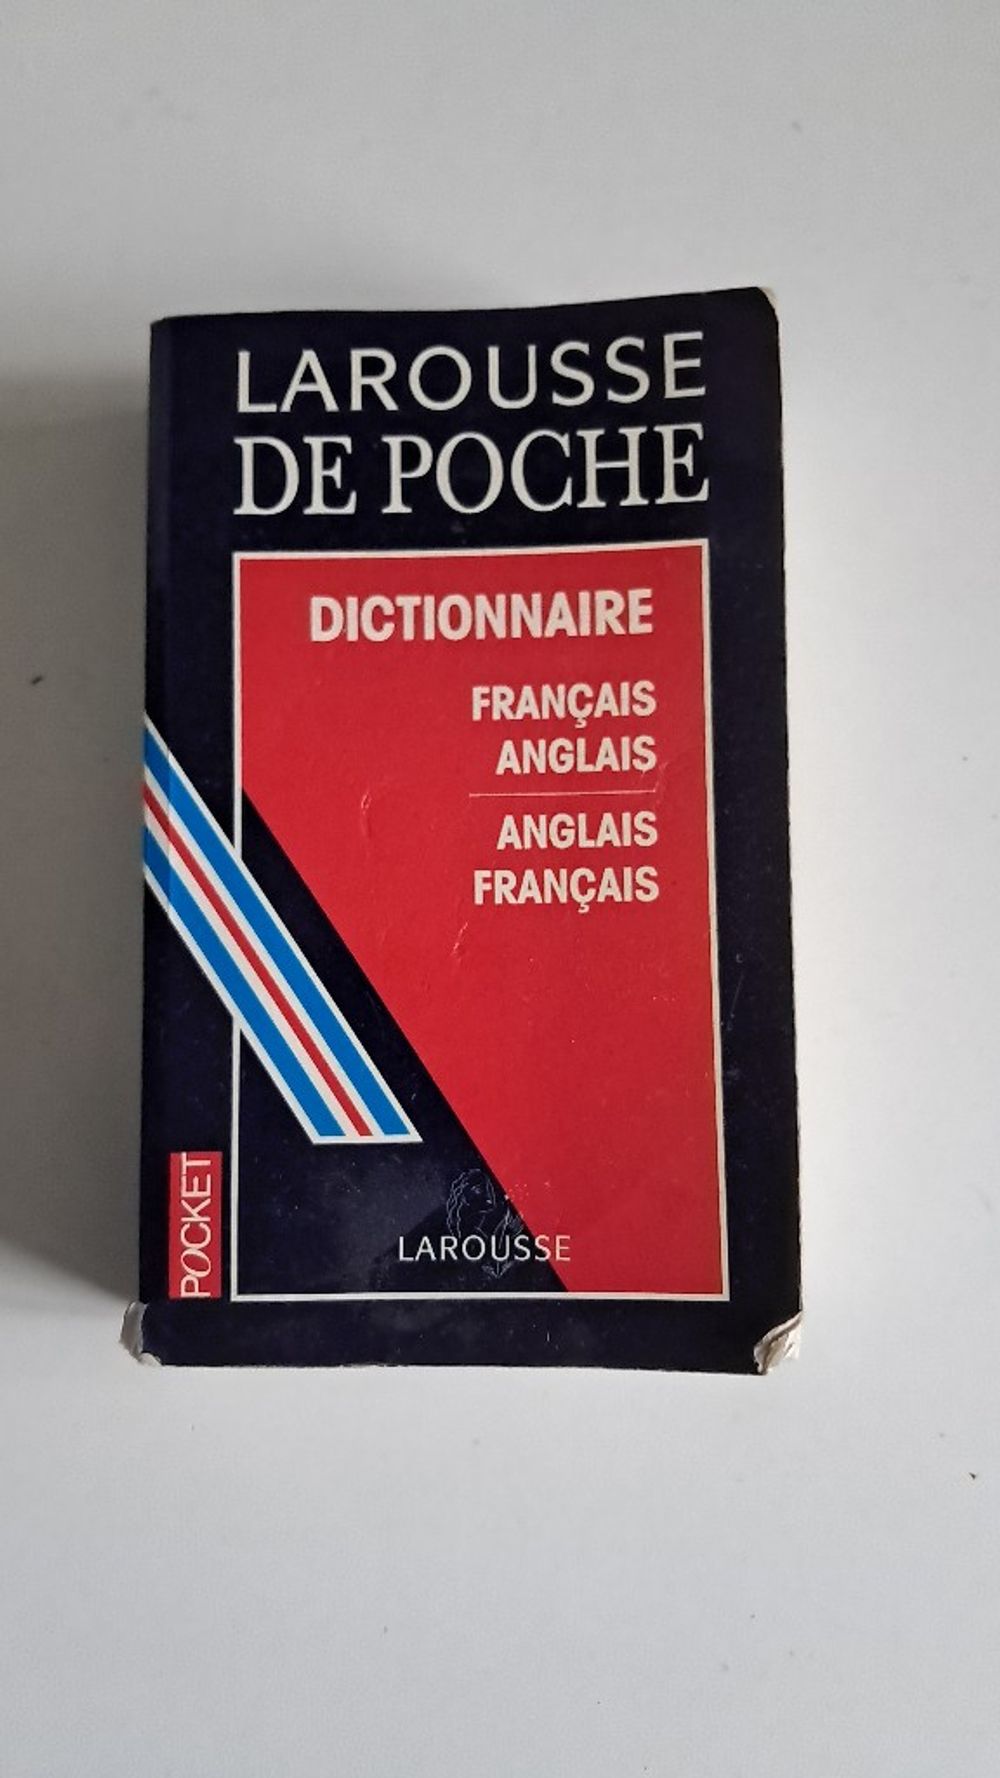 LAROUSSE
DE POCHE
DICTIONNAIRE
FRANÇAIS
ANGLAIS
ANGLAIS
FRANÇAIS
POCKET
LAROUSSE